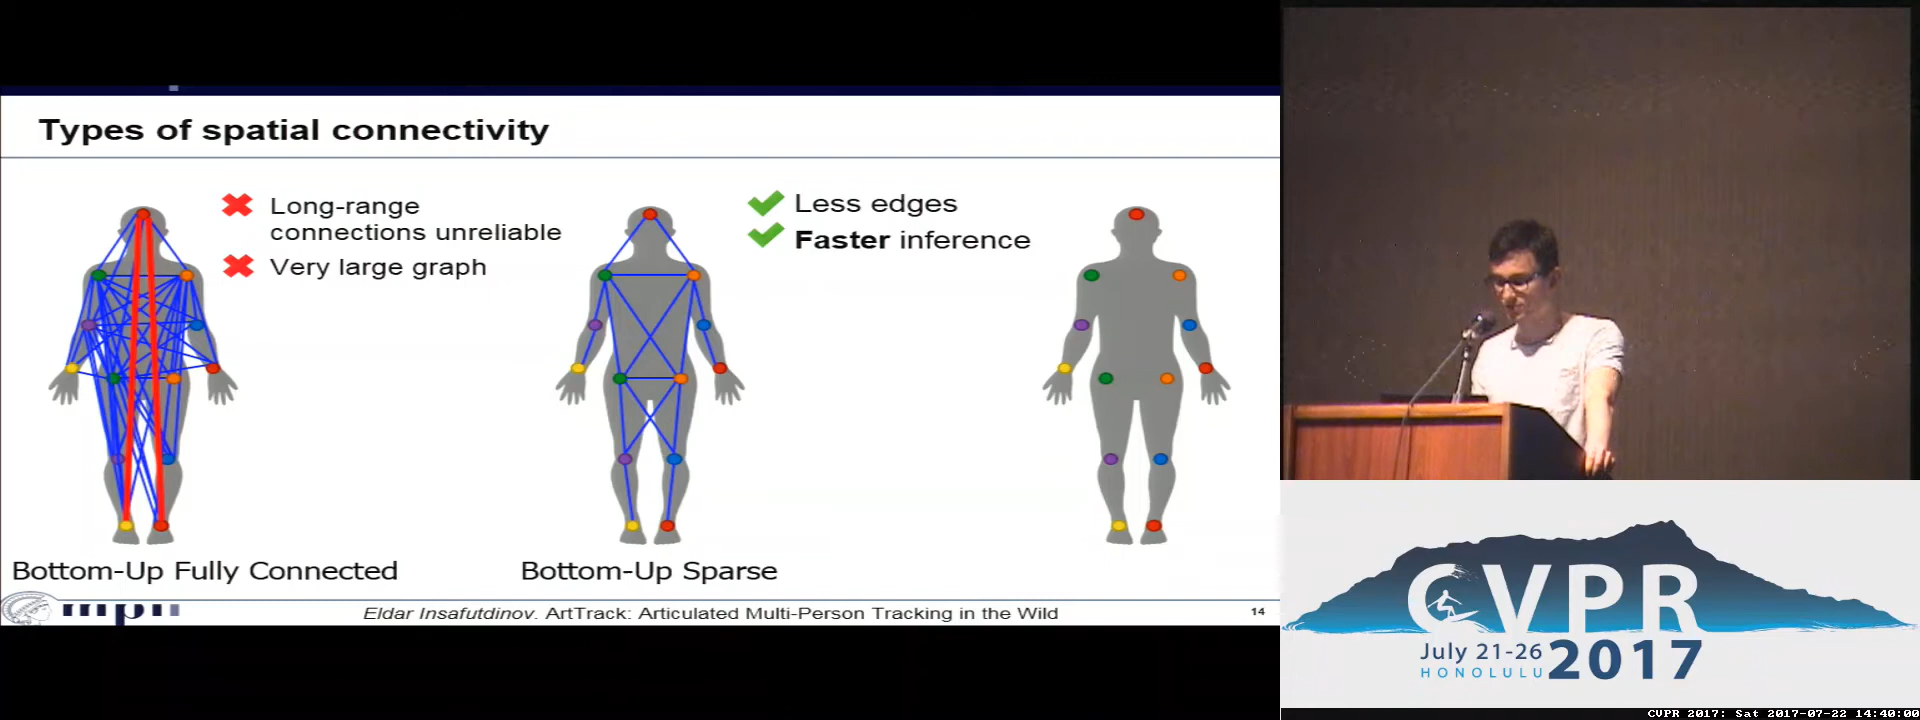 Types of spatial connectivity
Long-range
connections unreliable
Very large graph
Less edges
Faster inference
Bottom-Up Fully Connected
Bottom-Up Sparse
Eldar Insafutdinov. ArtTrack: Articulated Multi-Person Tracking in the Wild
14
CVPR
July 21-26
HONOLULU
2017
CVPR 2017: Sat 2017-07-22 14:40:00